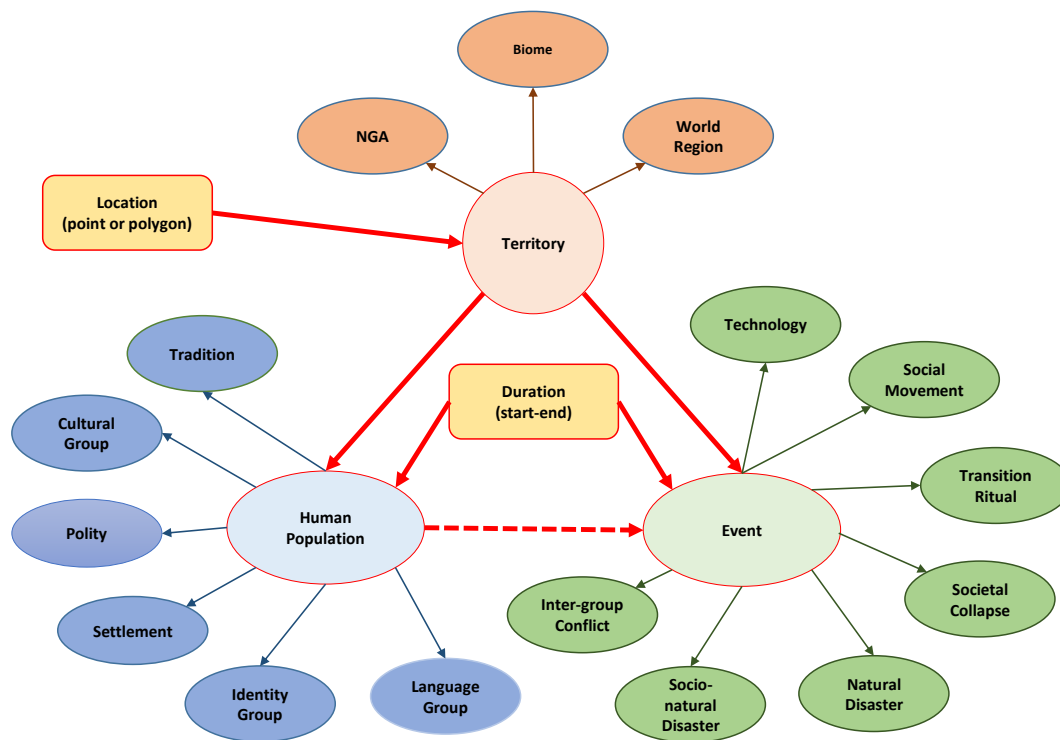 Biome
NGA
World
Region
Location
(point or polygon)
Territory
Technology
Tradition
Social
Movement
Duration
(start-end)
Cultural
Group
Transition
Ritual
Polity
Human
Population
Event
Societal
Collapse
Inter-group
Conflict
Settlement
Identity
Group
Language
Group
Socio-
natural
Disaster
Natural
Disaster